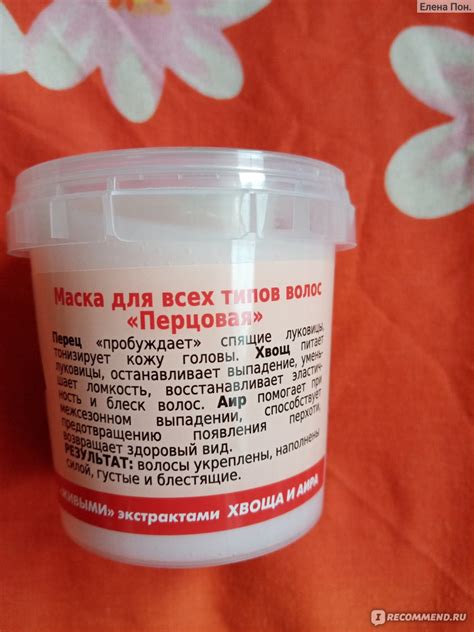 Елена Пон.
Маска для всех типов волос
«Перцовая»
Перец «пробуждает» спящие луковицы,
тонизирует кожу головы. Хвощ питает
луковицы, останавливает выпадение, умень-
шает ломкость, восстанавливает эластич-
ность и блеск волос. Аир помогает при
межсезонном выпадении, способствует
предотвращению появления перхоти,
возвращает здоровый вид.
РЕЗУЛЬТАТ: волосы укреплены, наполнены
силой, густые и блестящие.
«ЖИВЫМИ» экстрактами ХВОЩА И АИРА
IRECOMMEND.RU